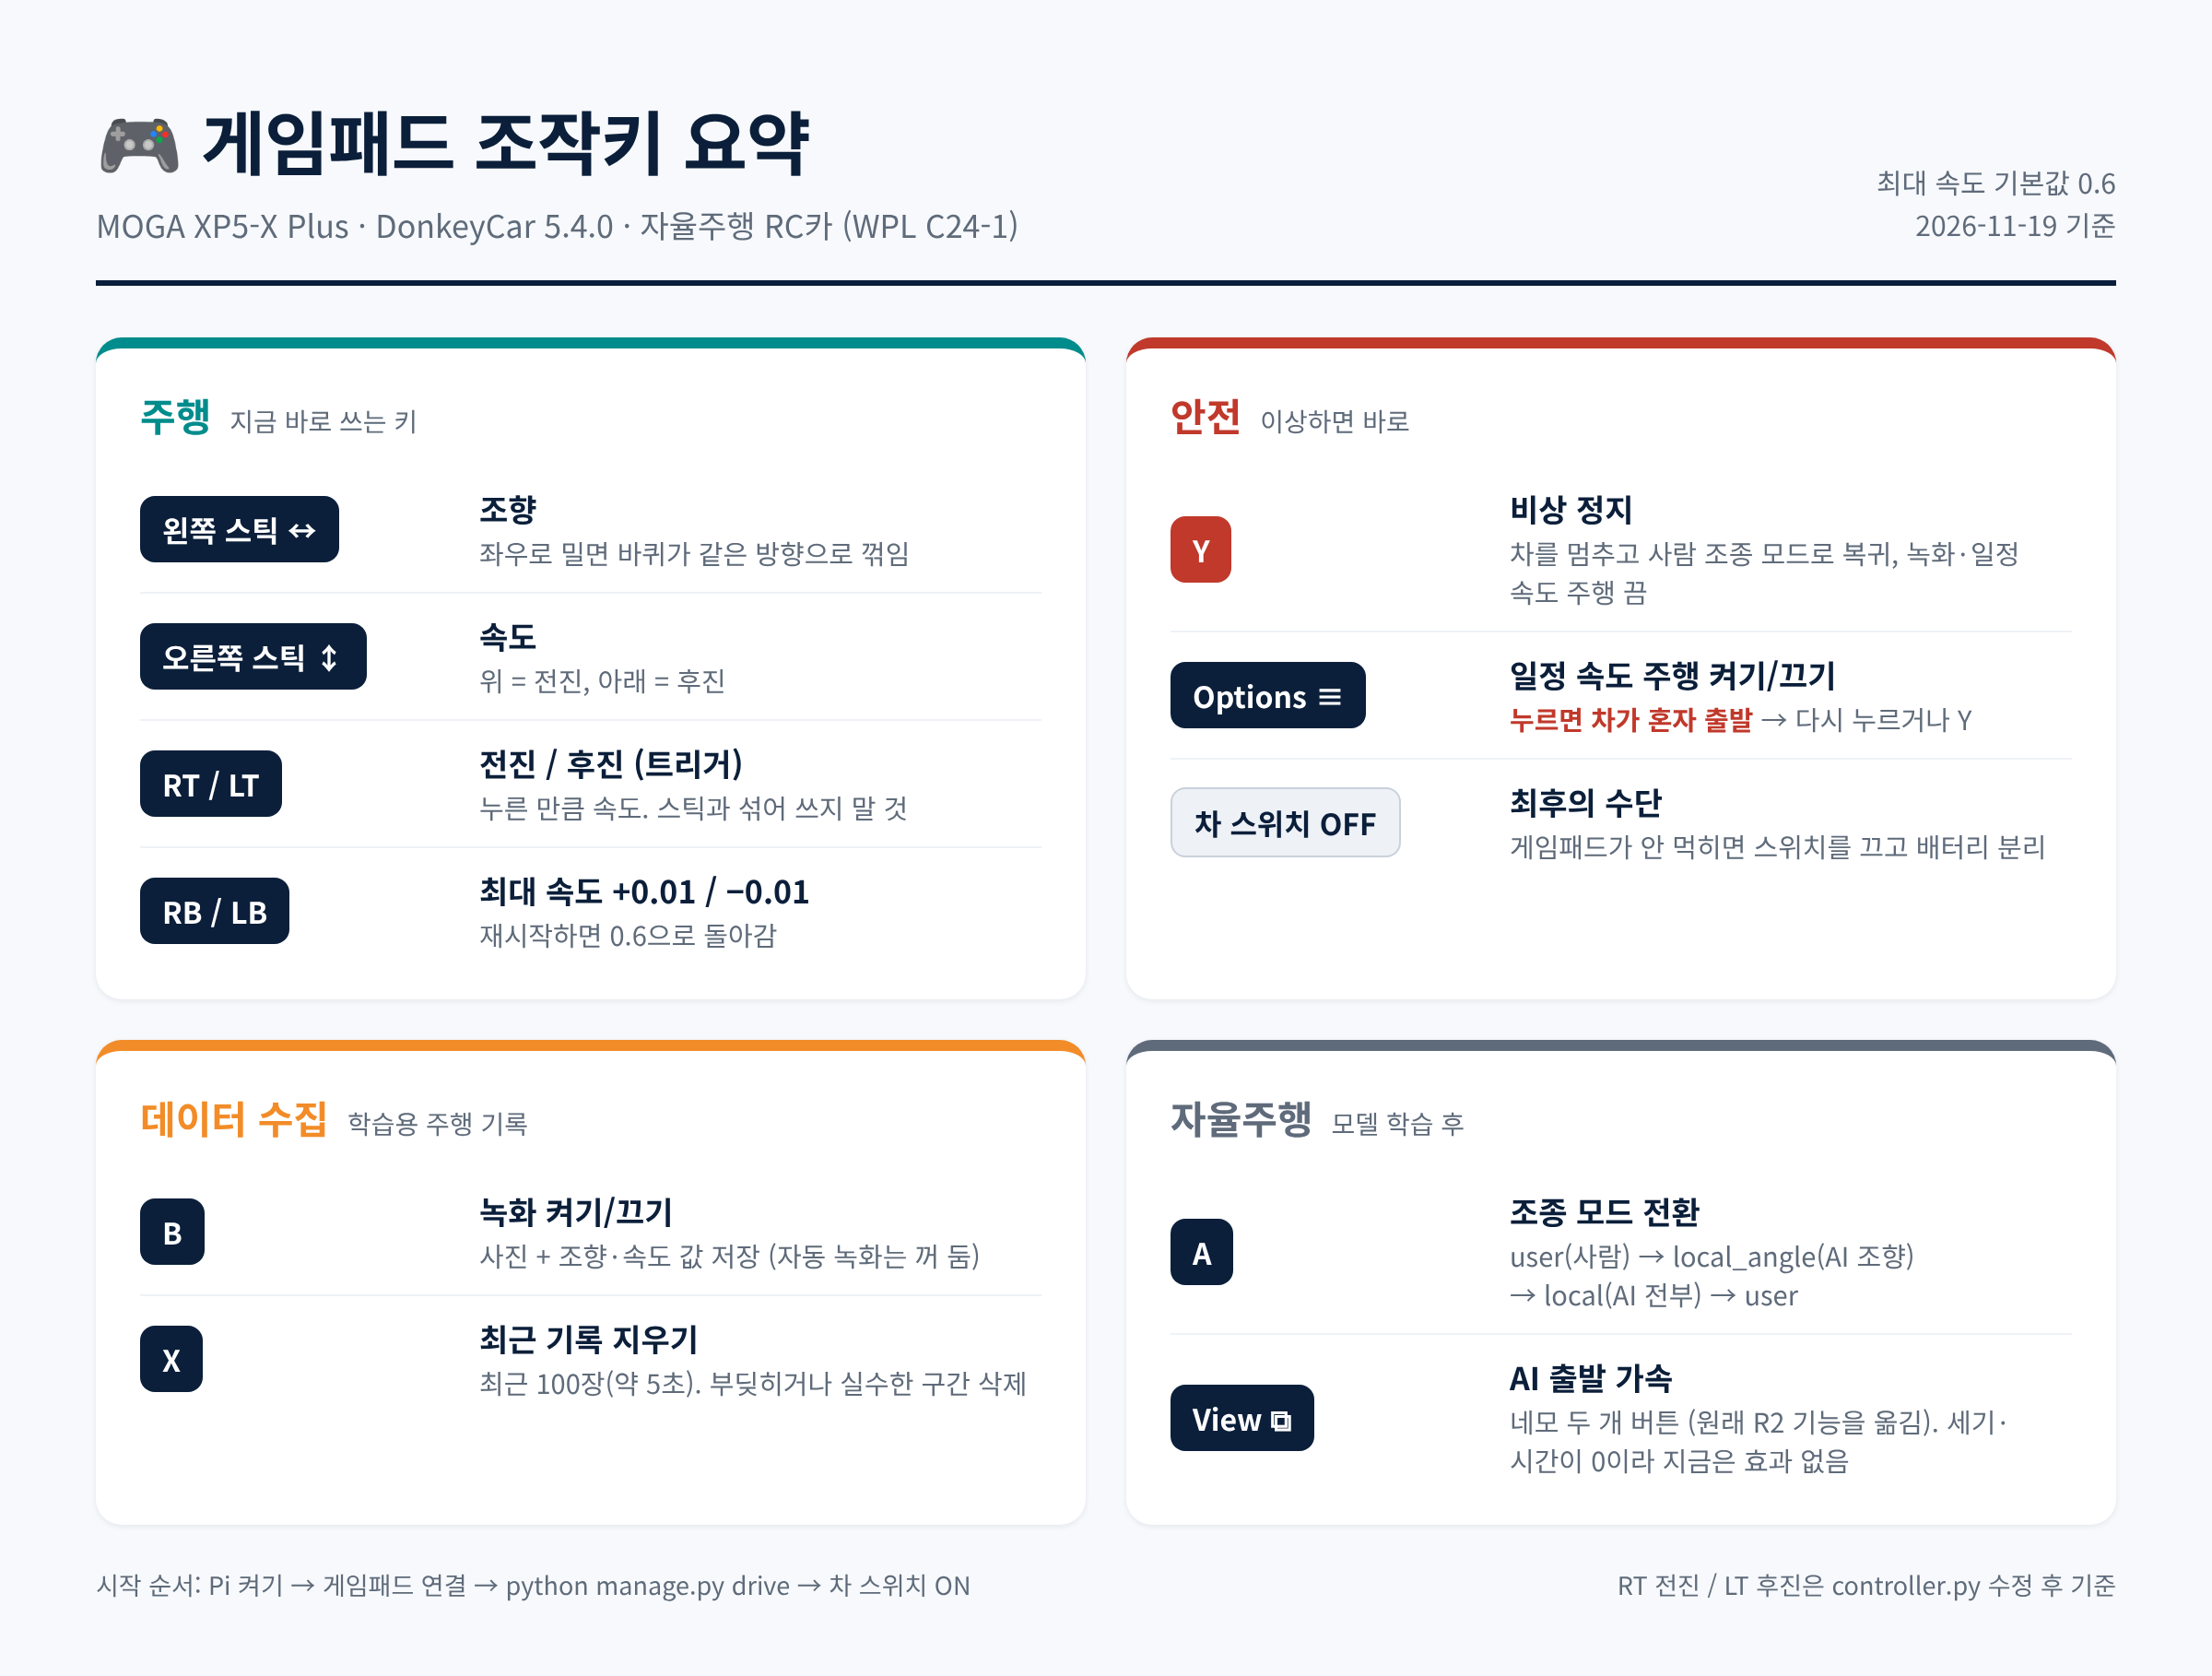 🎮 게임패드 조작키 요약
MOGA XP5-X Plus · DonkeyCar 5.4.0 · 자율주행 RC카 (WPL C24-1)
최대 속도 기본값 0.6
2026-11-19 기준
주행 지금 바로 쓰는 키
왼쪽 스틱 ↔
조향
좌우로 밀면 바퀴가 같은 방향으로 꺾임
오른쪽 스틱 ↕
속도
위 = 전진, 아래 = 후진
RT / LT
전진 / 후진 (트리거)
누른 만큼 속도. 스틱과 섞어 쓰지 말 것
RB / LB
최대 속도 +0.01 / −0.01
재시작하면 0.6으로 돌아감
안전 이상하면 바로
Y
비상 정지
차를 멈추고 사람 조종 모드로 복귀, 녹화·일정
속도 주행 끔
Options ≡
일정 속도 주행 켜기/끄기
누르면 차가 혼자 출발 → 다시 누르거나 Y
차 스위치 OFF
최후의 수단
게임패드가 안 먹히면 스위치를 끄고 배터리 분리
데이터 수집 학습용 주행 기록
B
녹화 켜기/끄기
사진 + 조향·속도 값 저장 (자동 녹화는 꺼 둠)
X
최근 기록 지우기
최근 100장(약 5초). 부딪히거나 실수한 구간 삭제
자율주행 모델 학습 후
A
조종 모드 전환
user(사람) → local_angle(AI 조향)
→ local(AI 전부) → user
View ⧉
AI 출발 가속
네모 두 개 버튼 (원래 R2 기능을 옮김). 세기·
시간이 0이라 지금은 효과 없음
시작 순서: Pi 켜기 → 게임패드 연결 → python manage.py drive → 차 스위치 ON
RT 전진 / LT 후진은 controller.py 수정 후 기준